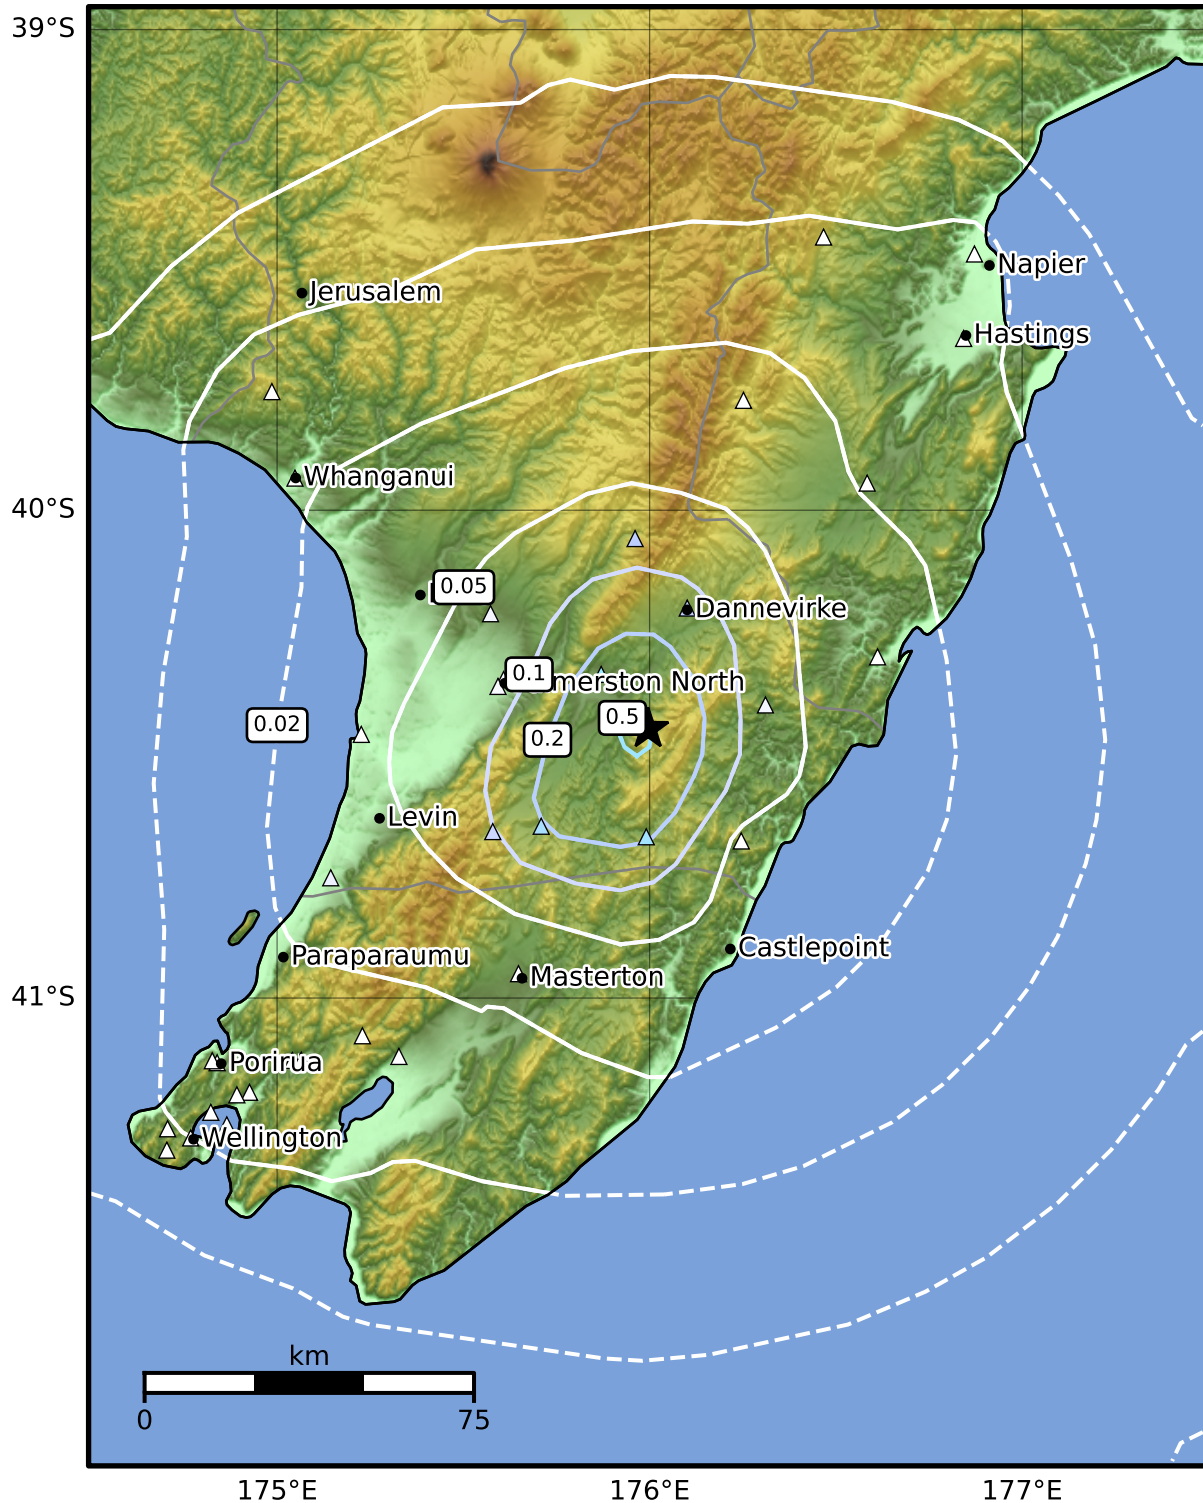 39°S
Napier
Jerusalem
Hastings
Whanganui
40°S
0.05
Dannevirke
0.1
merston North
0.5
0.02
0.2
Levin
Castlepoint
Paraparaumu
Masterton
41°S
Porirua
Wellington
km
0 75
175°E 176°E 177°E